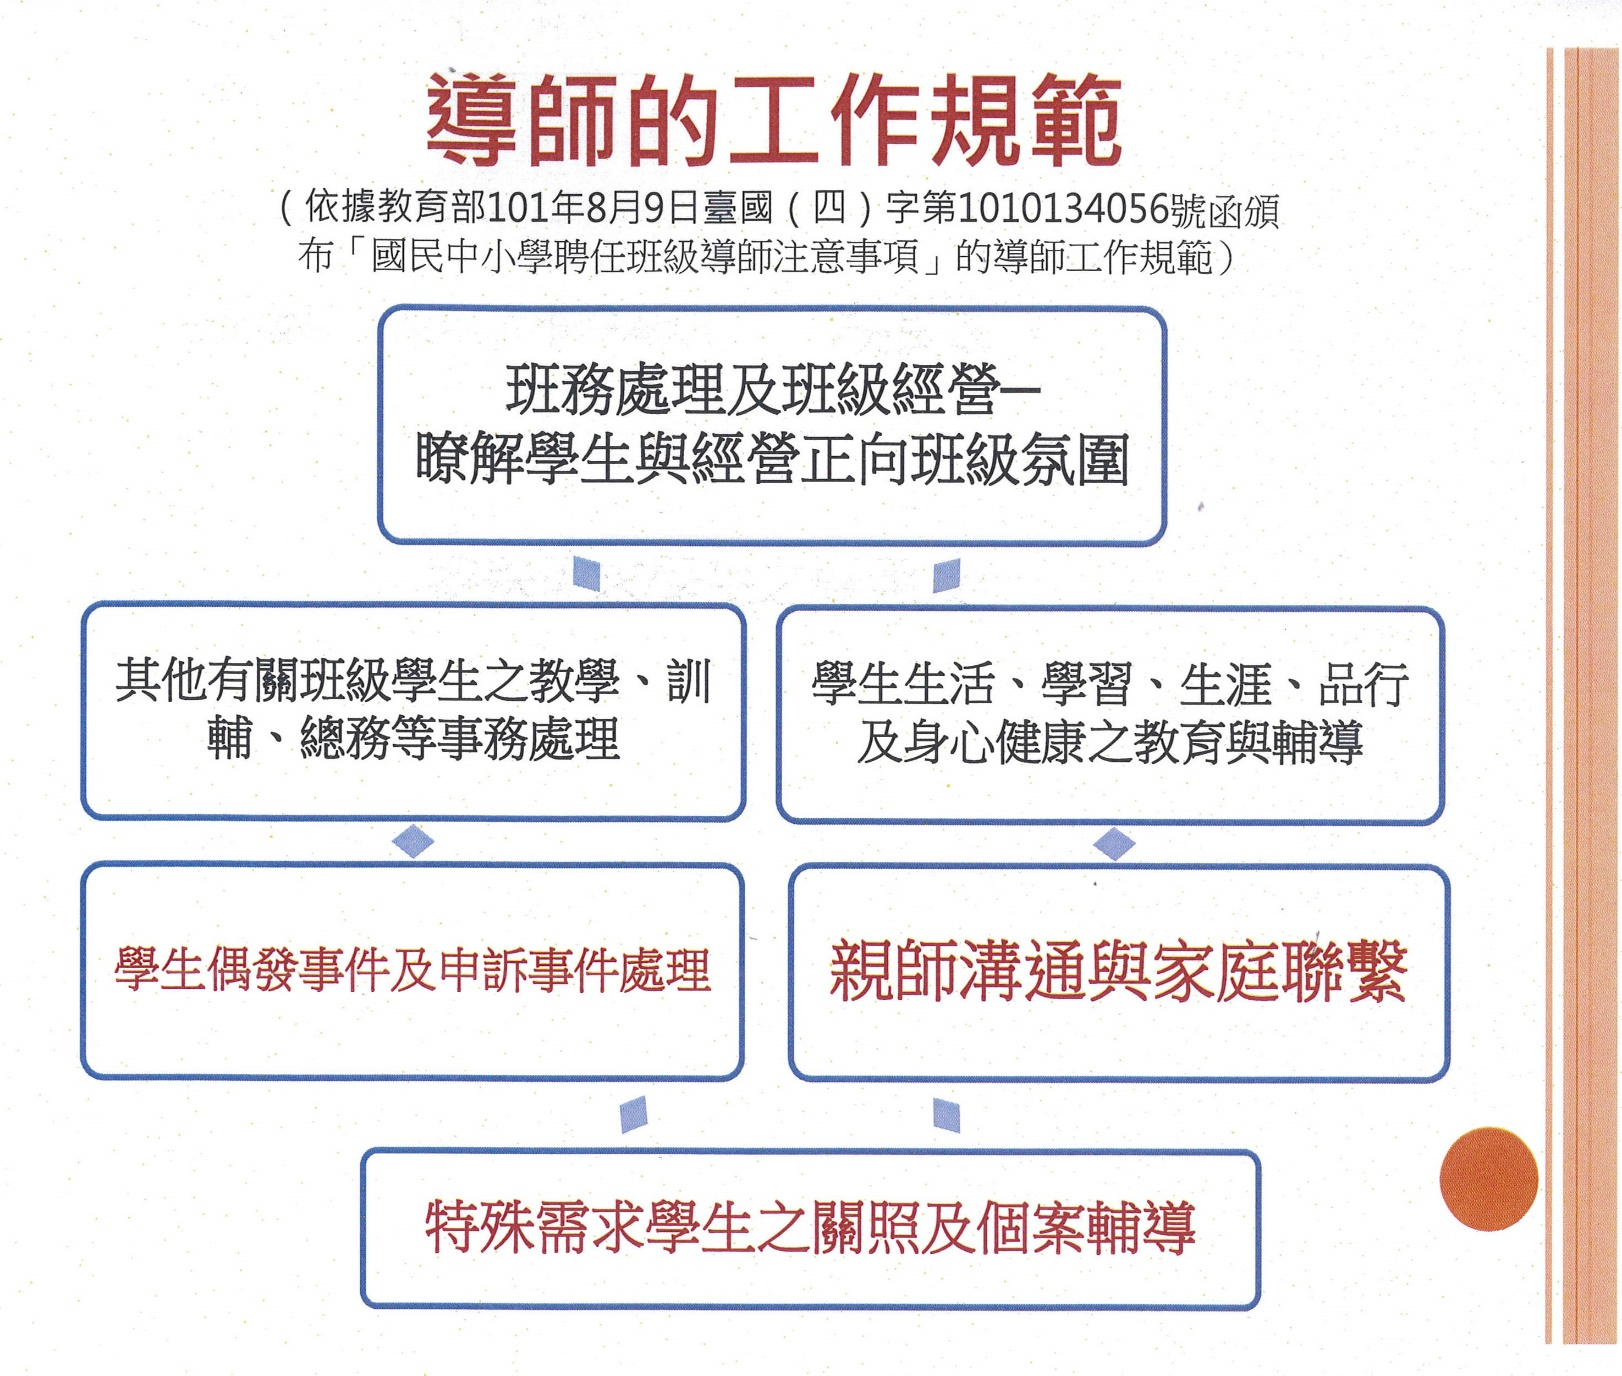 導師的工作規範
（依據教育部101年8月9日臺國（四）字第1010134056號函頒
布「國民中小學聘任班級導師注意事項」的導師工作規範）
班務處理及班級經營—
瞭解學生與經營正向班級氛圍
其他有關班級學生之教學、訓
輔、總務等事務處理
學生生活、學習、生涯、品行
及身心健康之教育與輔導
學生偶發事件及申訴事件處理
親師溝通與家庭聯繫
特殊需求學生之關照及個案輔導